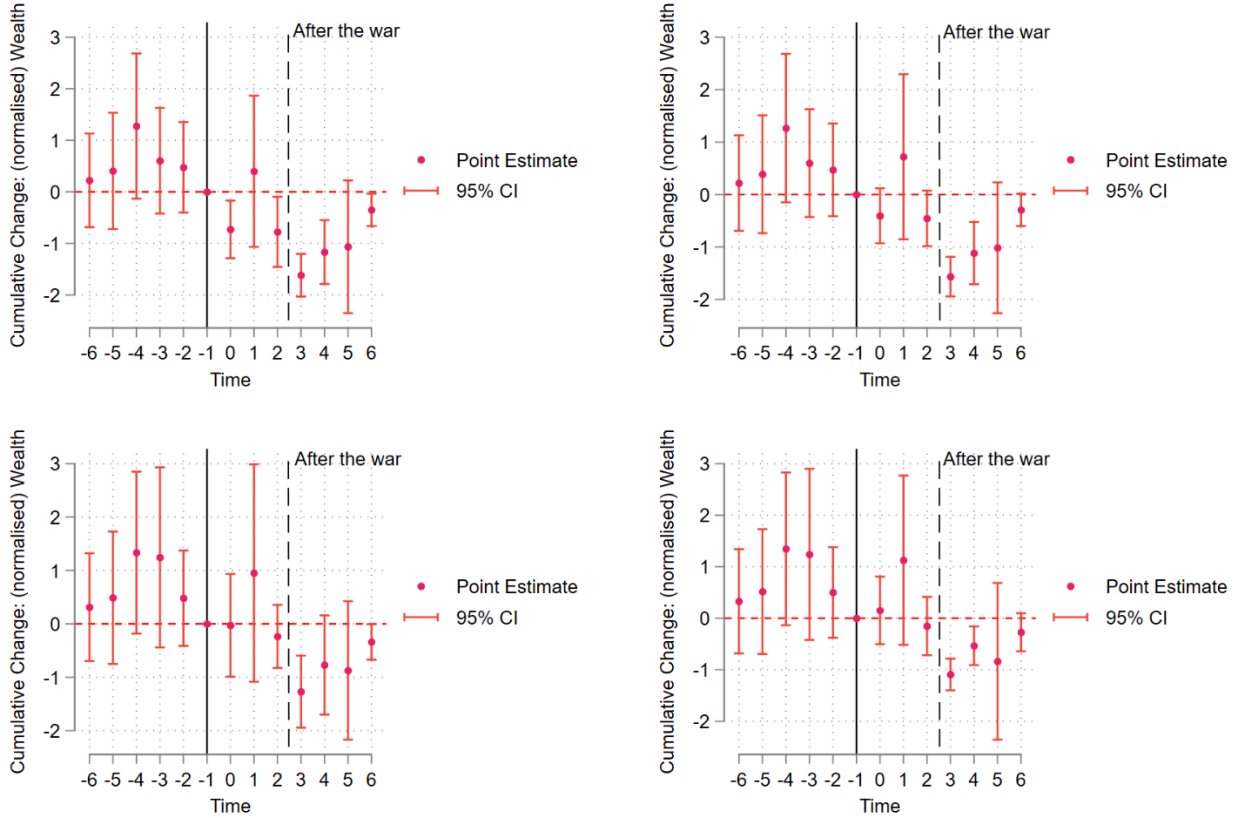 After the war
Cumulative Change: (normalised) Wealth
3
2
1
0
-1
-2
-6 -5 -4 -3 -2 -1 0 1 2 3 4 5 6
Time
Point Estimate
95% CI
After the war
Cumulative Change: (normalised) Wealth
3
2
1
0
-1
-2
-6 -5 -4 -3 -2 -1 0 1 2 3 4 5 6
Time
Point Estimate
95% CI
After the war
Cumulative Change: (normalised) Wealth
3
2
1
0
-1
-2
-6 -5 -4 -3 -2 -1 0 1 2 3 4 5 6
Time
Point Estimate
95% CI
After the war
Cumulative Change: (normalised) Wealth
3
2
1
0
-1
-2
-6 -5 -4 -3 -2 -1 0 1 2 3 4 5 6
Time
Point Estimate
95% CI